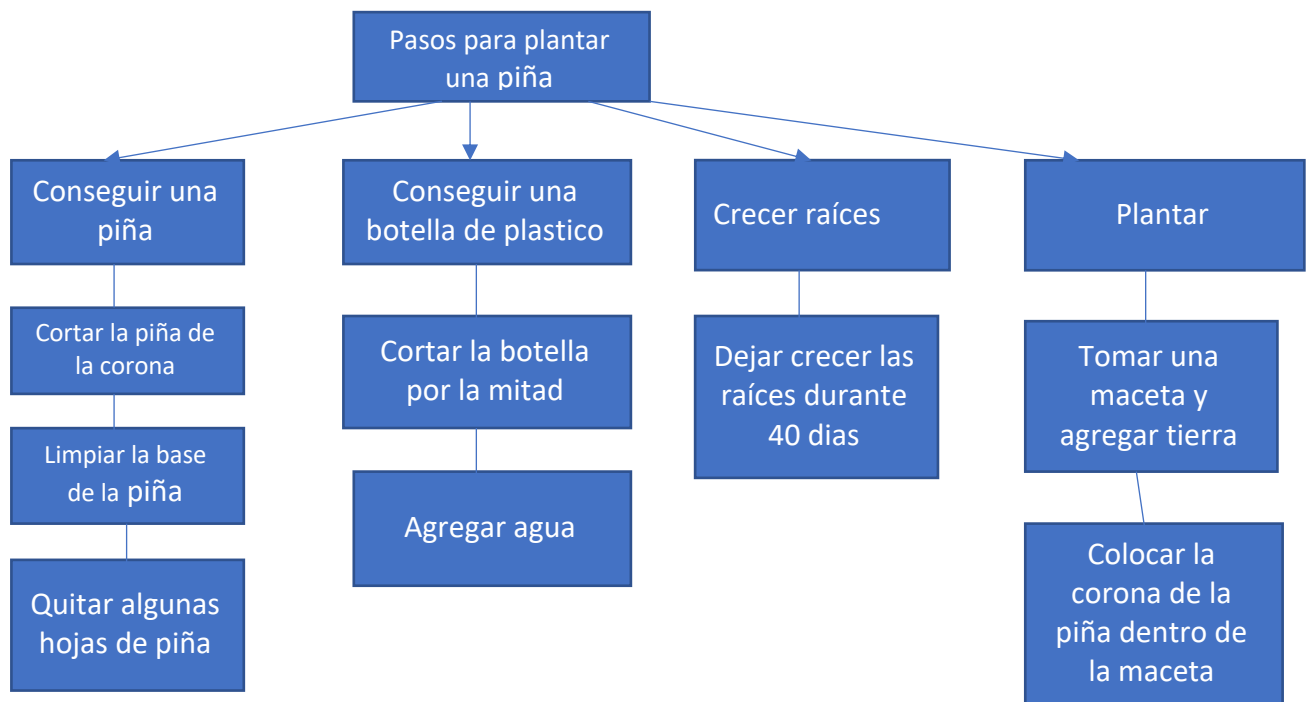 Pasos para plantar
una piña
Conseguir una
piña
Cortar la piña de
la corona
Limpiar la base
de la piña
Quitar algunas
hojas de piña
Conseguir una
botella de plastico
Cortar la botella
por la mitad
Agregar agua
Crecer raíces
Dejar crecer las
raíces durante
40 dias
Plantar
Tomar una
maceta y
agregar tierra
Colocar la
corona de la
piña dentro de
la maceta